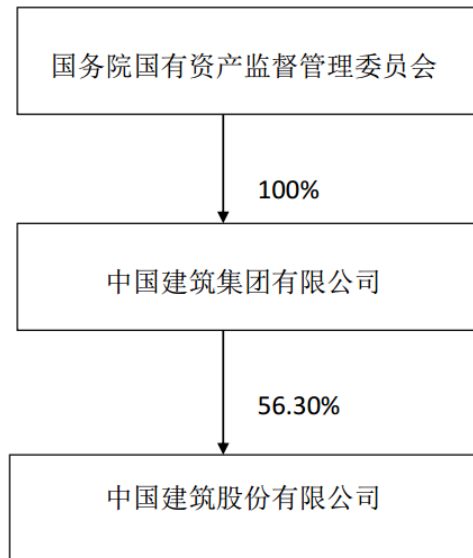 国务院国有资产监督管理委员会
100%
中国建筑集团有限公司
56.30%
中国建筑股份有限公司